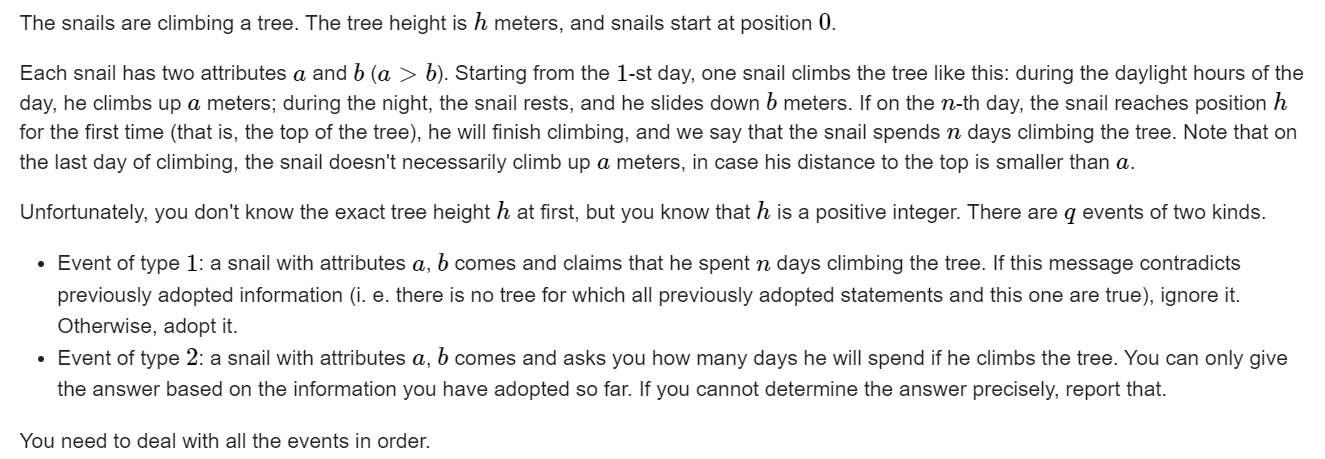 The snails are climbing a tree. The tree height is h meters, and snails start at position 0.
Each snail has two attributes a and b (a > b). Starting from the 1-st day, one snail climbs the tree like this: during the daylight hours of the
day, he climbs up a meters; during the night, the snail rests, and he slides down b meters. If on the n-th day, the snail reaches position h
for the first time (that is, the top of the tree), he will finish climbing, and we say that the snail spends n days climbing the tree. Note that on
the last day of climbing, the snail doesn't necessarily climb up a meters, in case his distance to the top is smaller than a.
Unfortunately, you don't know the exact tree height h at first, but you know that h is a positive integer. There are q events of two kinds.
• Event of type 1: a snail with attributes a, b comes and claims that he spent n days climbing the tree. If this message contradicts
previously adopted information (i. e. there is no tree for which all previously adopted statements and this one are true), ignore it.
Otherwise, adopt it.
• Event of type 2: a snail with attributes a, b comes and asks you how many days he will spend if he climbs the tree. You can only give
the answer based on the information you have adopted so far. If you cannot determine the answer precisely, report that.
You need to deal with all the events in order.